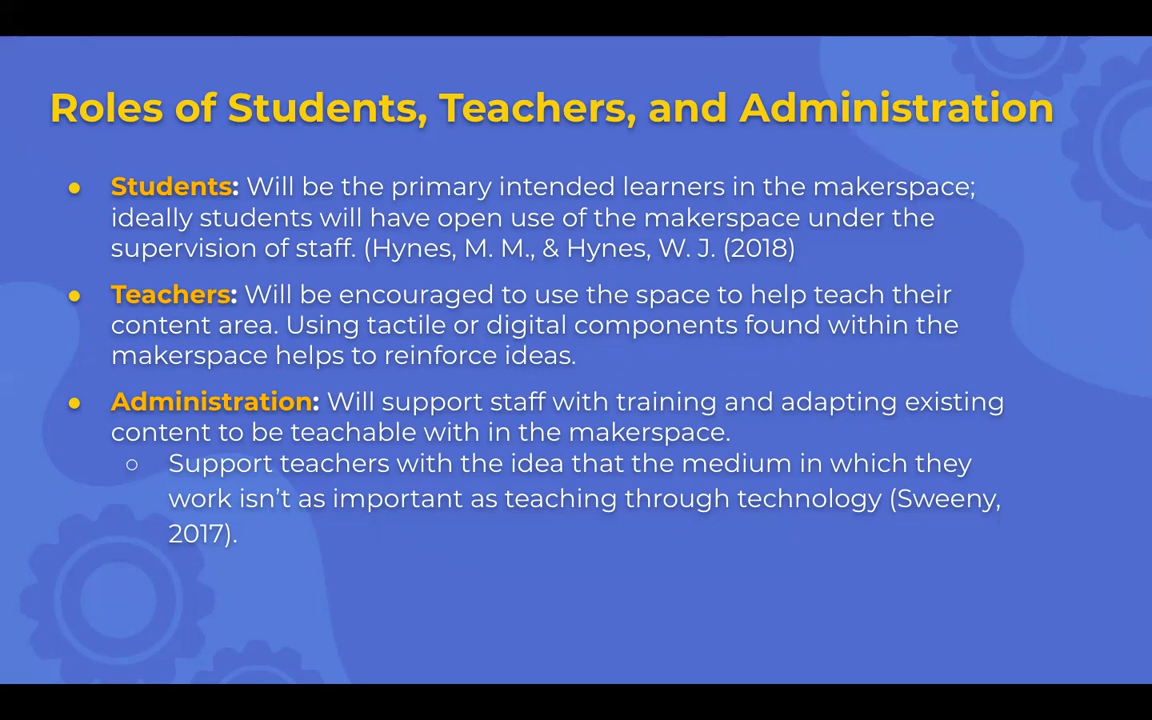 Roles of Students, Teachers, and Administration
● Students: Will be the primary intended learners in the makerspace;
ideally students will have open use of the makerspace under the
supervision of staff. (Hynes, M. M., & Hynes, W. J. (2018)
● Teachers: Will be encouraged to use the space to help teach their
content area. Using tactile or digital components found within the
makerspace helps to reinforce ideas.
● Administration: Will support staff with training and adapting existing
content to be teachable with in the makerspace.
○ Support teachers with the idea that the medium in which they
work isn’t as important as teaching through technology (Sweeny,
2017).